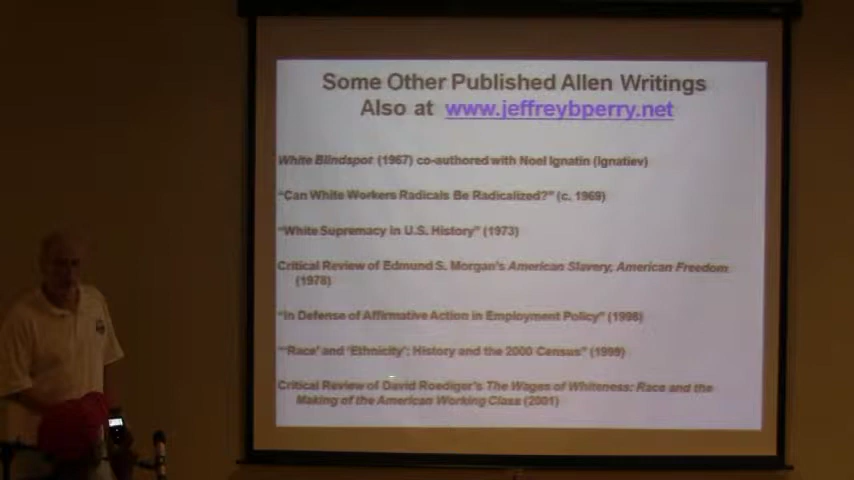 Some Other Published Allen Writings
Also at www.jeffreybperry.net
White Blindspot (1967) co-authored with Noel Ignatin (Ignatiev)
"Can White Workers Radicals Be Radicalized?" (c. 1969)
"White Supremacy in U.S. History" (1973)
Critical Review of Edmund S. Morgan's American Slavery, American Freedom
(1978)
"In Defense of Affirmative Action in Employment Policy" (1998)
"'Race' and 'Ethnicity': History and the 2000 Census" (1999)
Critical Review of David Roediger's The Wages of Whiteness: Race and the
Making of the American Working Class (2001)